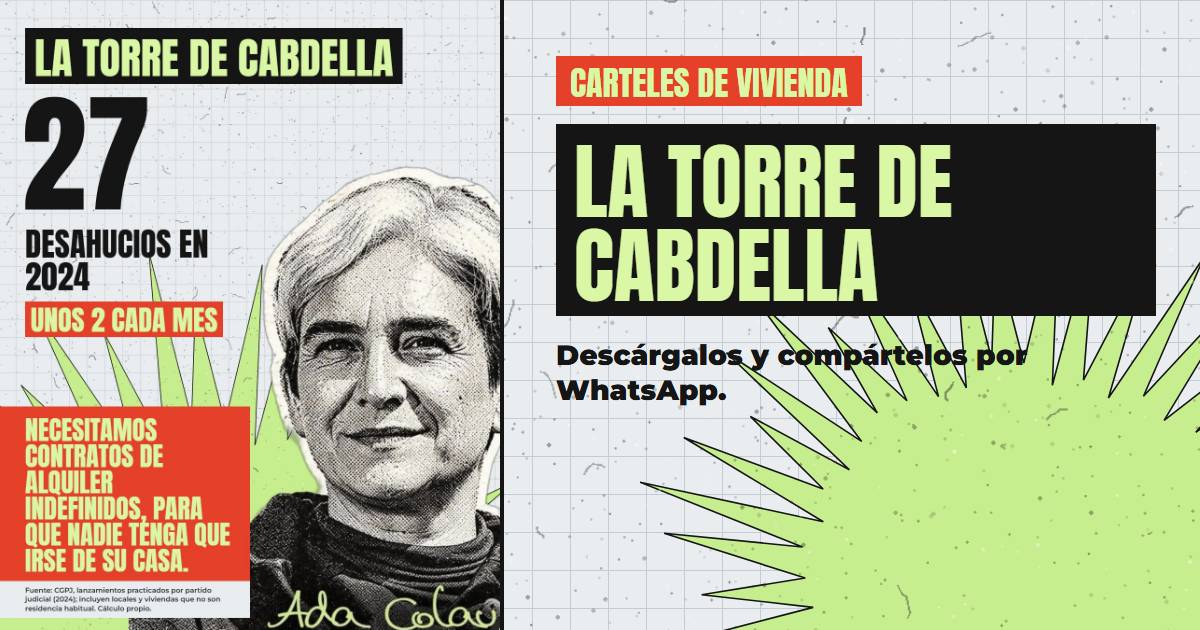 LA TORRE DE CABDELLA
27
DESAHUCIOS EN
2024
UNOS 2 CADA MES
NECESITAMOS
CONTRATOS DE
ALQUILER
INDEFINIDOS, PARA
QUE NADIE TENGA QUE
IRSE DE SU CASA.
Fuente: CGPJ, lanzamientos practicados por partido
judicial (2024); incluyen locales y viviendas que no son
residencia habitual. Cálculo propio.
Ada Colau
CARTELES DE VIVIENDA
LA TORRE DE
CABDELLA
Descárgalos y compártelos por
WhatsApp.